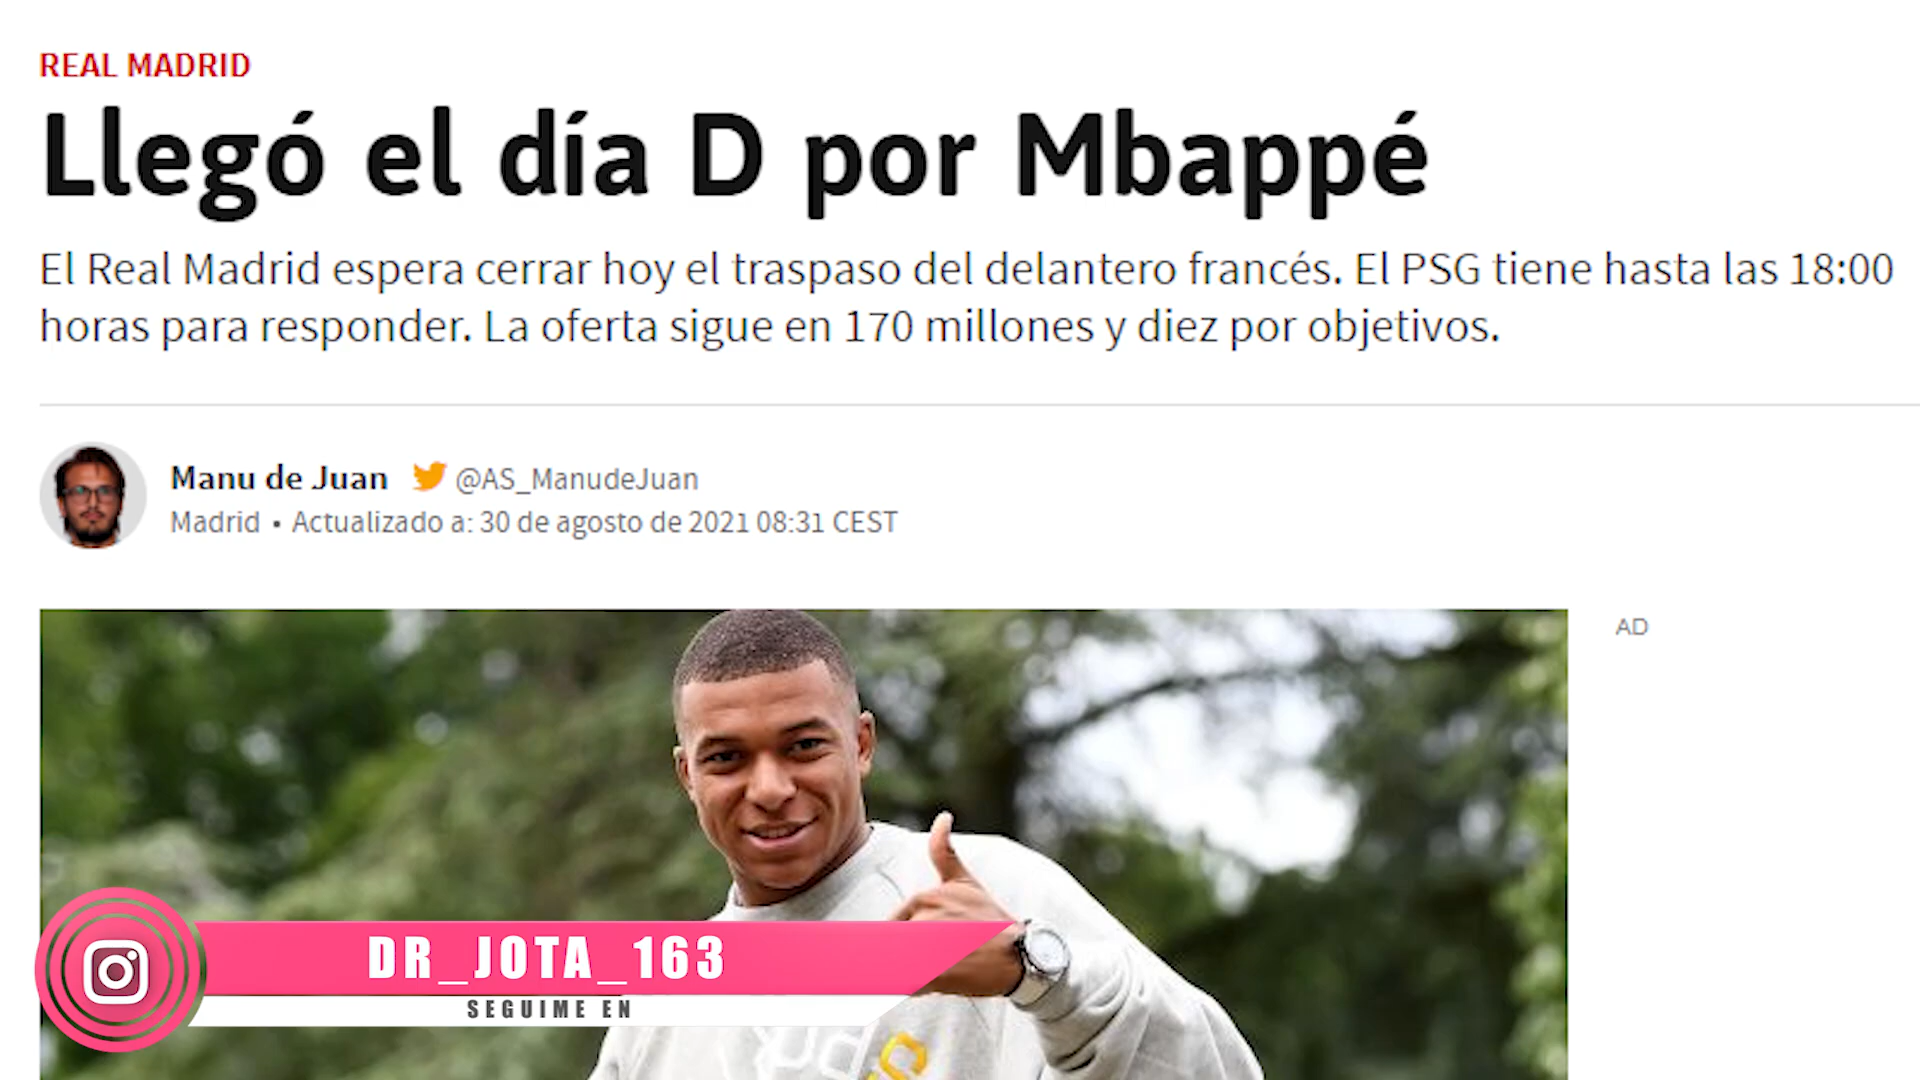 REAL MADRID
Llegó el día D por Mbappé
El Real Madrid espera cerrar hoy el traspaso del delantero francés. El PSG tiene hasta las 18:00
horas para responder. La oferta sigue en 170 millones y diez por objetivos.
Manu de Juan @AS_ManudeJuan
Madrid • Actualizado a: 30 de agosto de 2021 08:31 CEST
AD
DR_JOTA_163
SEGUIME EN